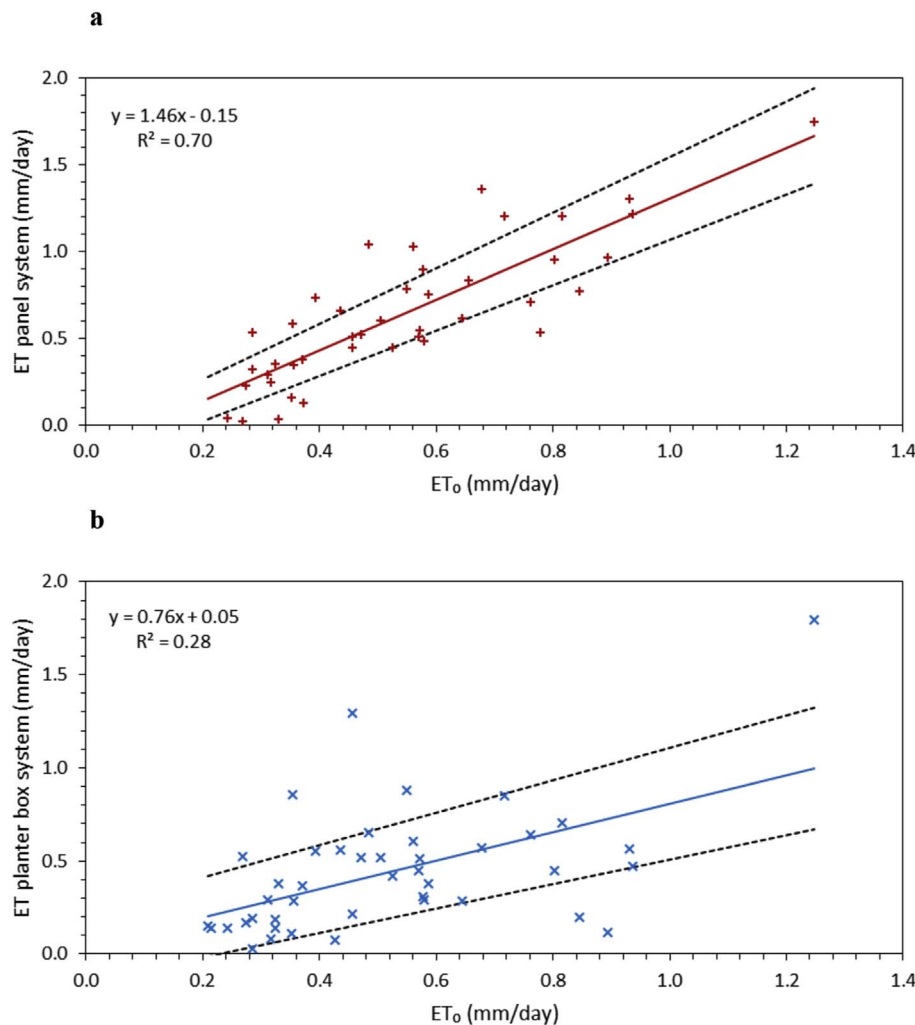 a
y = 1.46x - 0.15
R² = 0.70
2.0
1.5
1.0
0.5
0.0
ET panel system (mm/day)
0.0 0.2 0.4 0.6 0.8 1.0 1.2 1.4
ET₀ (mm/day)
b
y = 0.76x + 0.05
R² = 0.28
2.0
1.5
1.0
0.5
0.0
ET planter box system (mm/day)
0.0 0.2 0.4 0.6 0.8 1.0 1.2 1.4
ET₀ (mm/day)